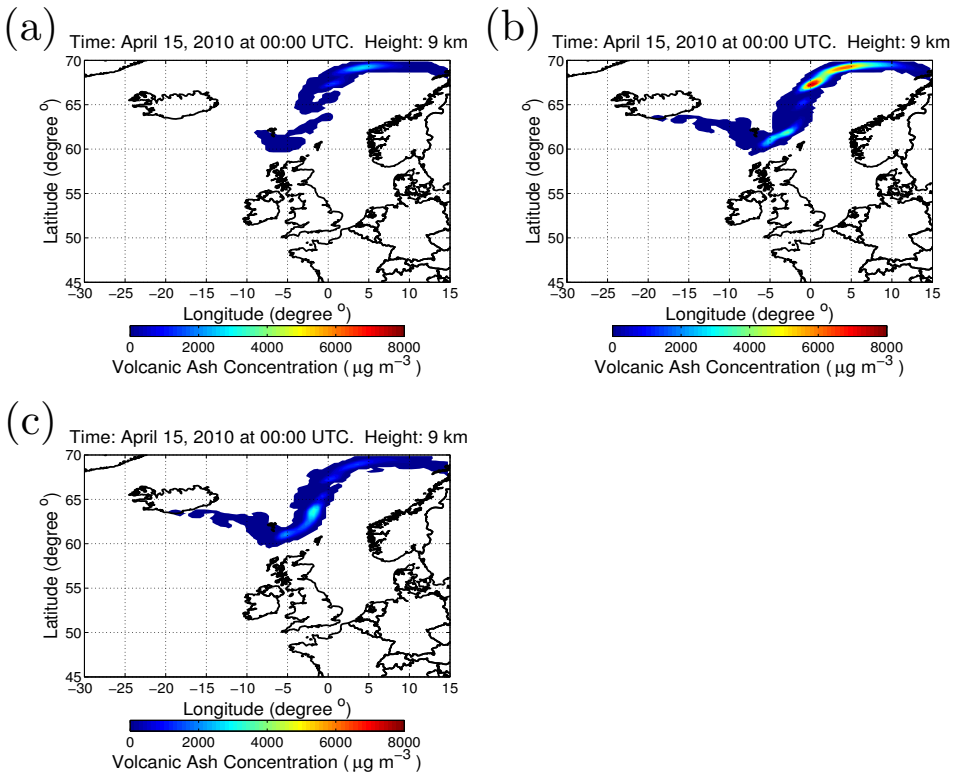 (a)
Time: April 15, 2010 at 00:00 UTC. Height: 9 km
70
65
60
55
50
45
Latitude (degree °)
−30 −25 −20 −15 −10 −5 0 5 10 15
Longitude (degree °)
0 2000 4000 6000 8000
Volcanic Ash Concentration ( μg m⁻³ )
(b)
Time: April 15, 2010 at 00:00 UTC. Height: 9 km
70
65
60
55
50
45
Latitude (degree °)
−30 −25 −20 −15 −10 −5 0 5 10 15
Longitude (degree °)
0 2000 4000 6000 8000
Volcanic Ash Concentration ( μg m⁻³ )
(c)
Time: April 15, 2010 at 00:00 UTC. Height: 9 km
70
65
60
55
50
45
Latitude (degree °)
−30 −25 −20 −15 −10 −5 0 5 10 15
Longitude (degree °)
0 2000 4000 6000 8000
Volcanic Ash Concentration ( μg m⁻³ )